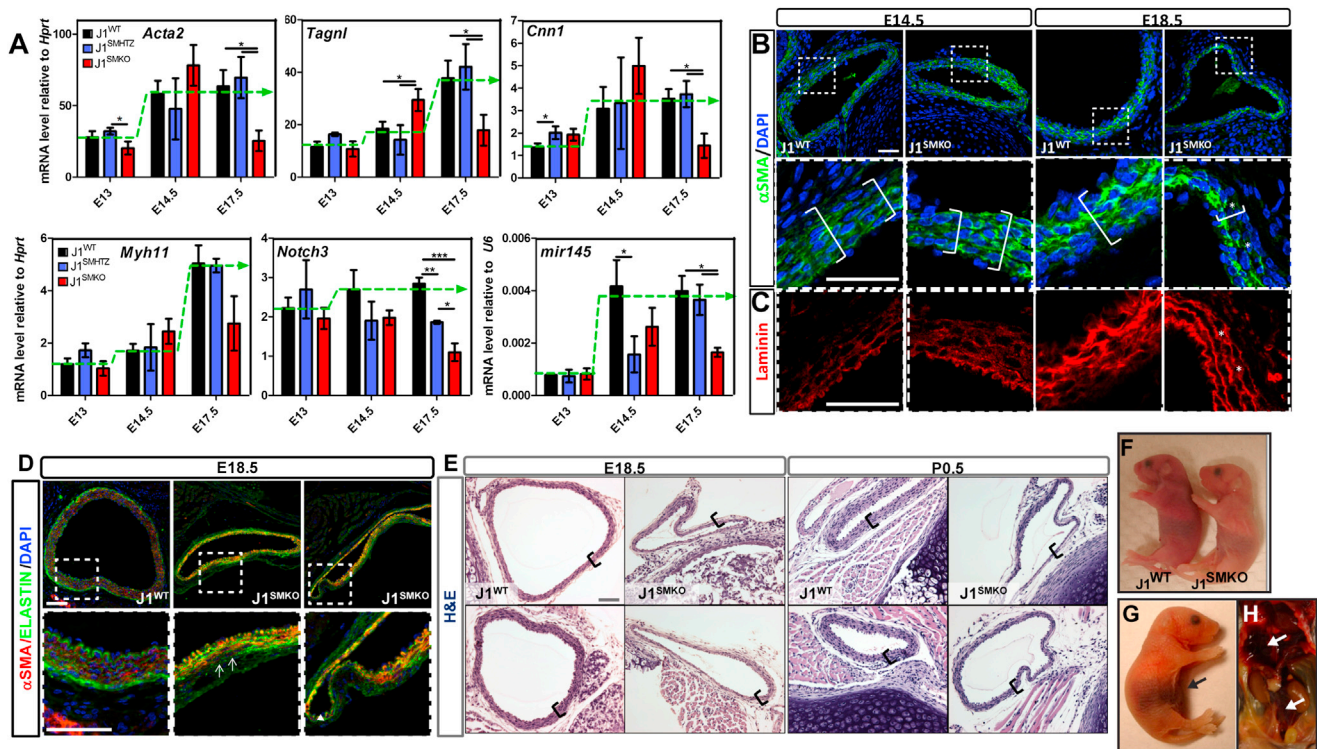 A
mRNA level relative to Hprt
Acta2
J1WT
J1SMHTZ
J1SMKO
100
75
50
25
0
E13
E14.5
E17.5
*
*
Tagnl
60
40
20
0
E13
E14.5
E17.5
*
*
Cnn1
8
6
4
2
0
E13
E14.5
E17.5
*
*
mRNA level relative to Hprt
Myh11
J1WT
J1SMHTZ
J1SMKO
6
4
2
0
E13
E14.5
E17.5
Notch3
4
3
2
1
0
E13
E14.5
E17.5
***
**
*
mRNA level relative to U6
mir145
0.006
0.004
0.002
0.000
E13
E14.5
E17.5
*
*
E14.5
E18.5
B
αSMA/DAPI
J1WT
J1SMKO
J1WT
J1SMKO
*
*
C
Laminin
*
*
D
E18.5
αSMA/ELASTIN/DAPI
J1WT
J1SMKO
J1SMKO
E
E18.5
P0.5
H&E
J1WT
J1SMKO
J1WT
J1SMKO
F
J1WT
J1SMKO
G
H